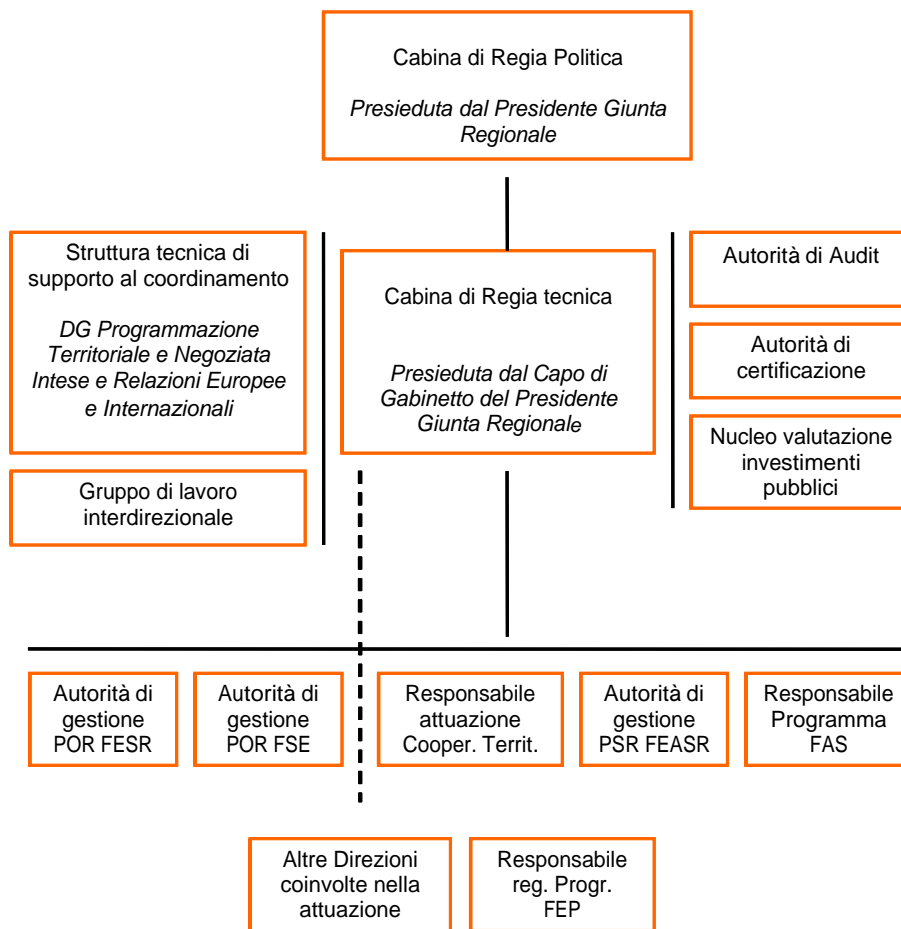 Cabina di Regia Politica
Presieduta dal Presidente Giunta
Regionale
Struttura tecnica di
supporto al coordinamento
DG Programmazione
Territoriale e Negoziata
Intese e Relazioni Europee
e Internazionali
Gruppo di lavoro
interdirezionale
Cabina di Regia tecnica
Presieduta dal Capo di
Gabinetto del Presidente
Giunta Regionale
Autorità di Audit
Autorità di
certificazione
Nucleo valutazione
investimenti
pubblici
Autorità di
gestione
POR FESR
Autorità di
gestione
POR FSE
Responsabile
attuazione
Cooper. Territ.
Autorità di
gestione
PSR FEASR
Responsabile
Programma
FAS
Altre Direzioni
coinvolte nella
attuazione
Responsabile
reg. Progr.
FEP